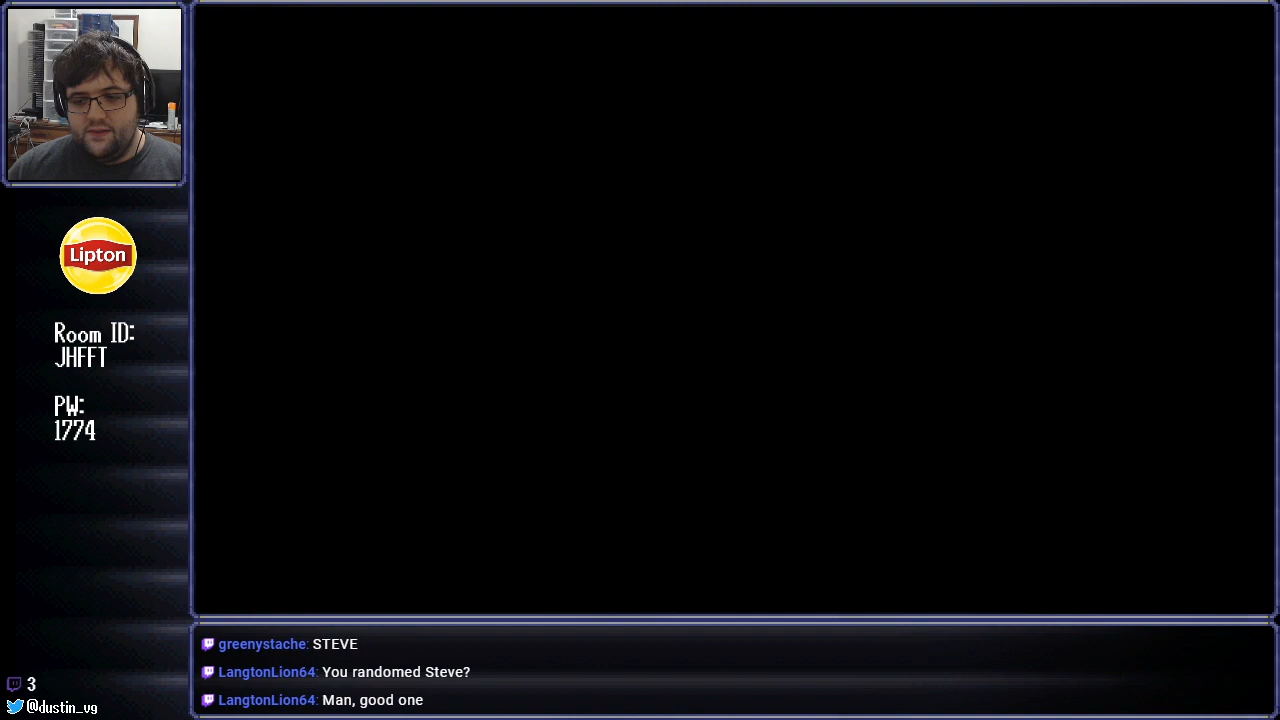 Lipton
Room ID:
JHFFT
PW:
1774
greenystache: STEVE
LangtonLion64: You randomed Steve?
LangtonLion64: Man, good one
3
@dustin_vg